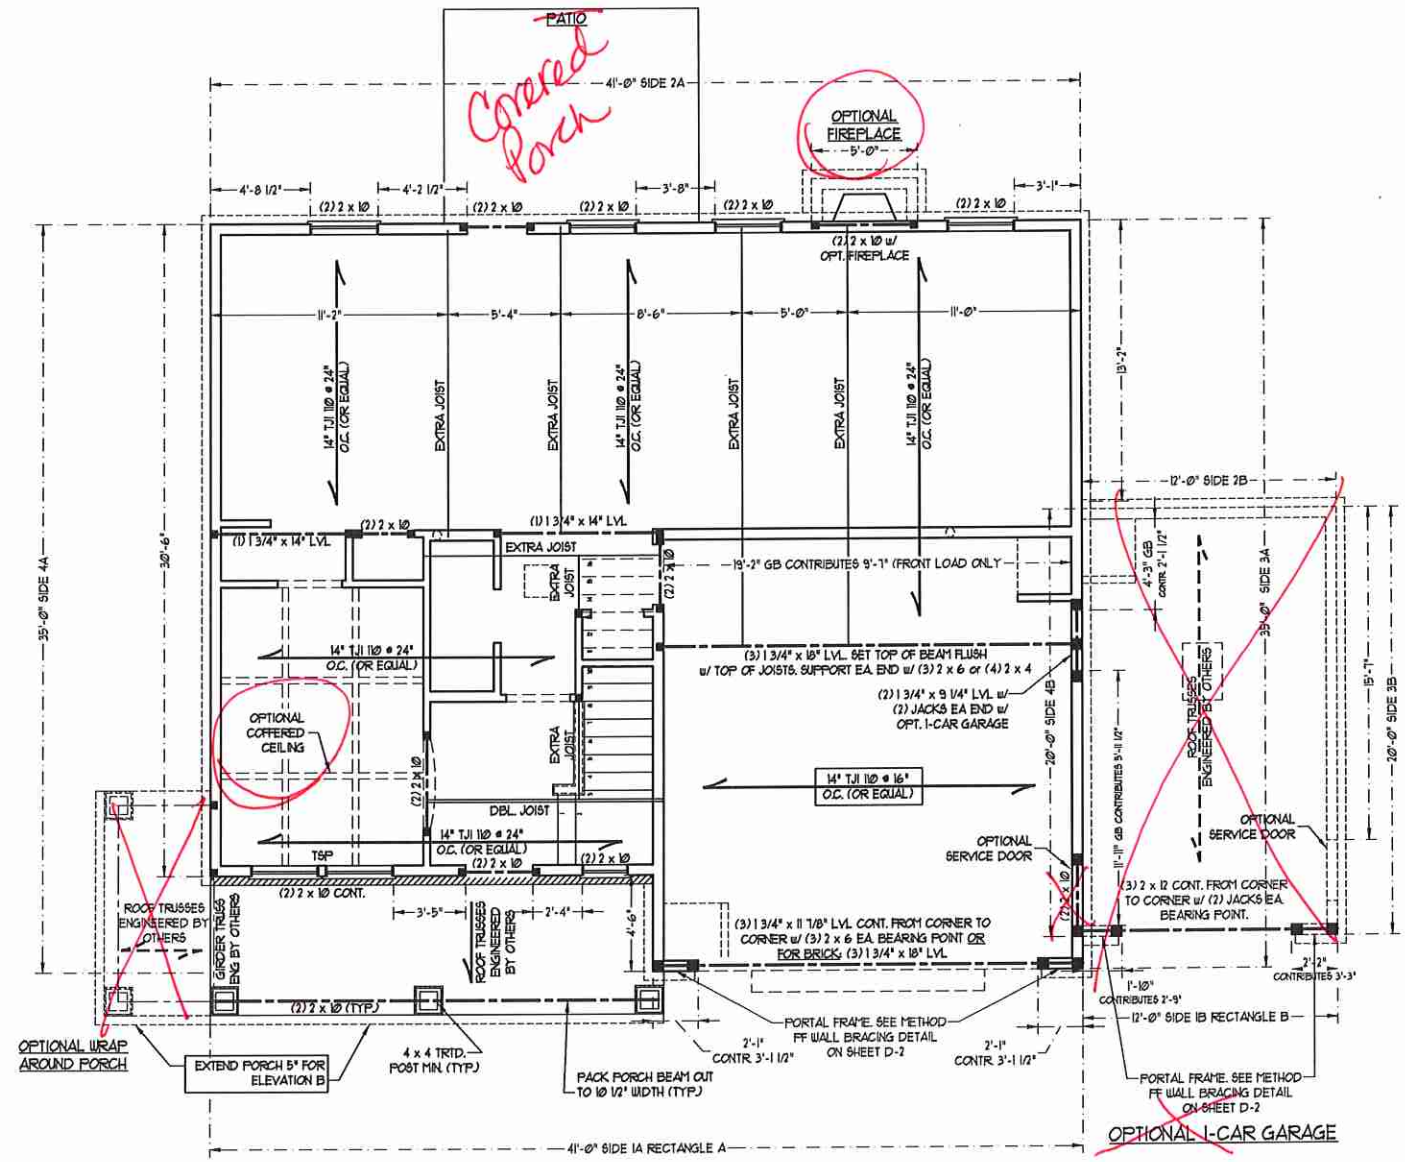 PATIO
Covered
Porch
41'-0" SIDE 2A
OPTIONAL
FIREPLACE
5'-0"
4'-8 1/2"
4'-2 1/2"
3'-8"
3'-1"
(2) 2 x 10
(2) 2 x 10
(2) 2 x 10
(2) 2 x 10
(2) 2 x 10
(2) 2 x 10 w/
OPT. FIREPLACE
11'-2"
5'-4"
8'-6"
5'-0"
11'-0"
14" TJI 110 @ 24"
O.C. (OR EQUAL)
EXTRA JOIST
EXTRA JOIST
14" TJI 110 @ 24"
O.C. (OR EQUAL)
EXTRA JOIST
EXTRA JOIST
14" TJI 110 @ 24"
O.C. (OR EQUAL)
13'-2"
35'-0" SIDE 4A
30'-6"
35'-0" SIDE 3A
12'-0" SIDE 2B
(1) 1 3/4" x 14" LVL
(2) 2 x 10
(1) 1 3/4" x 14" LVL
EXTRA JOIST
EXTRA
JOIST
(2) 2 x 10
19'-2" GB CONTRIBUTES 9'-7" (FRONT LOAD ONLY
4'-3" GB
CONTR. 2'-1 1/2"
14" TJI 110 @ 24"
O.C. (OR EQUAL)
(3) 1 3/4" x 18" LVL. SET TOP OF BEAM FLUSH
w/ TOP OF JOISTS. SUPPORT EA. END w/ (3) 2 x 6 or (4) 2 x 4
(2) 1 3/4" x 9 1/4" LVL w/
(2) JACKS EA END w/
OPT. 1-CAR GARAGE
20'-0" SIDE 4B
ROOF TRUSSES
ENGINEERED BY OTHERS
15'-7"
20'-0" SIDE 3B
OPTIONAL
COFFERED
CEILING
EXTRA
JOIST
(2) 2 x 10
11'-11" GB CONTRIBUTES 5'-11 1/2"
14" TJI 110 @ 16"
O.C. (OR EQUAL)
DBL. JOIST
14" TJI 110 @ 24"
O.C. (OR EQUAL)
TSP
(2) 2 x 10
(2) 2 x 10
(2) 2 x 10 CONT.
OPTIONAL
SERVICE DOOR
OPTIONAL
SERVICE DOOR
(2) 2 x 10
(3) 2 x 12 CONT. FROM CORNER
TO CORNER w/ (2) JACKS EA.
BEARING POINT.
ROOF TRUSSES
ENGINEERED BY
OTHERS
GIRDER TRUSS
ENG BY OTHERS
3'-5"
ROOF TRUSSES
ENGINEERED
BY OTHERS
2'-4"
4'-6"
(3) 1 3/4" x 11 7/8" LVL CONT. FROM CORNER TO
CORNER w/ (3) 2 x 6 EA. BEARING POINT OR
FOR BRICK, (3) 1 3/4" x 18" LVL
2'-2"
CONTRIBUTES 3'-3"
1'-10"
CONTRIBUTES 2'-9"
(2) 2 x 10 (TYP.)
12'-0" SIDE 1B RECTANGLE B
OPTIONAL WRAP
AROUND PORCH
EXTEND PORCH 5" FOR
ELEVATION B
4 x 4 TRTD.
POST MIN. (TYP.)
PACK PORCH BEAM OUT
TO 10 1/2" WIDTH (TYP.)
2'-1"
CONTR. 3'-1 1/2"
PORTAL FRAME. SEE METHOD
PF WALL BRACING DETAIL
ON SHEET D-2
2'-1"
CONTR. 3'-1 1/2"
PORTAL FRAME. SEE METHOD
PF WALL BRACING DETAIL
ON SHEET D-2
OPTIONAL 1-CAR GARAGE
41'-0" SIDE 1A RECTANGLE A